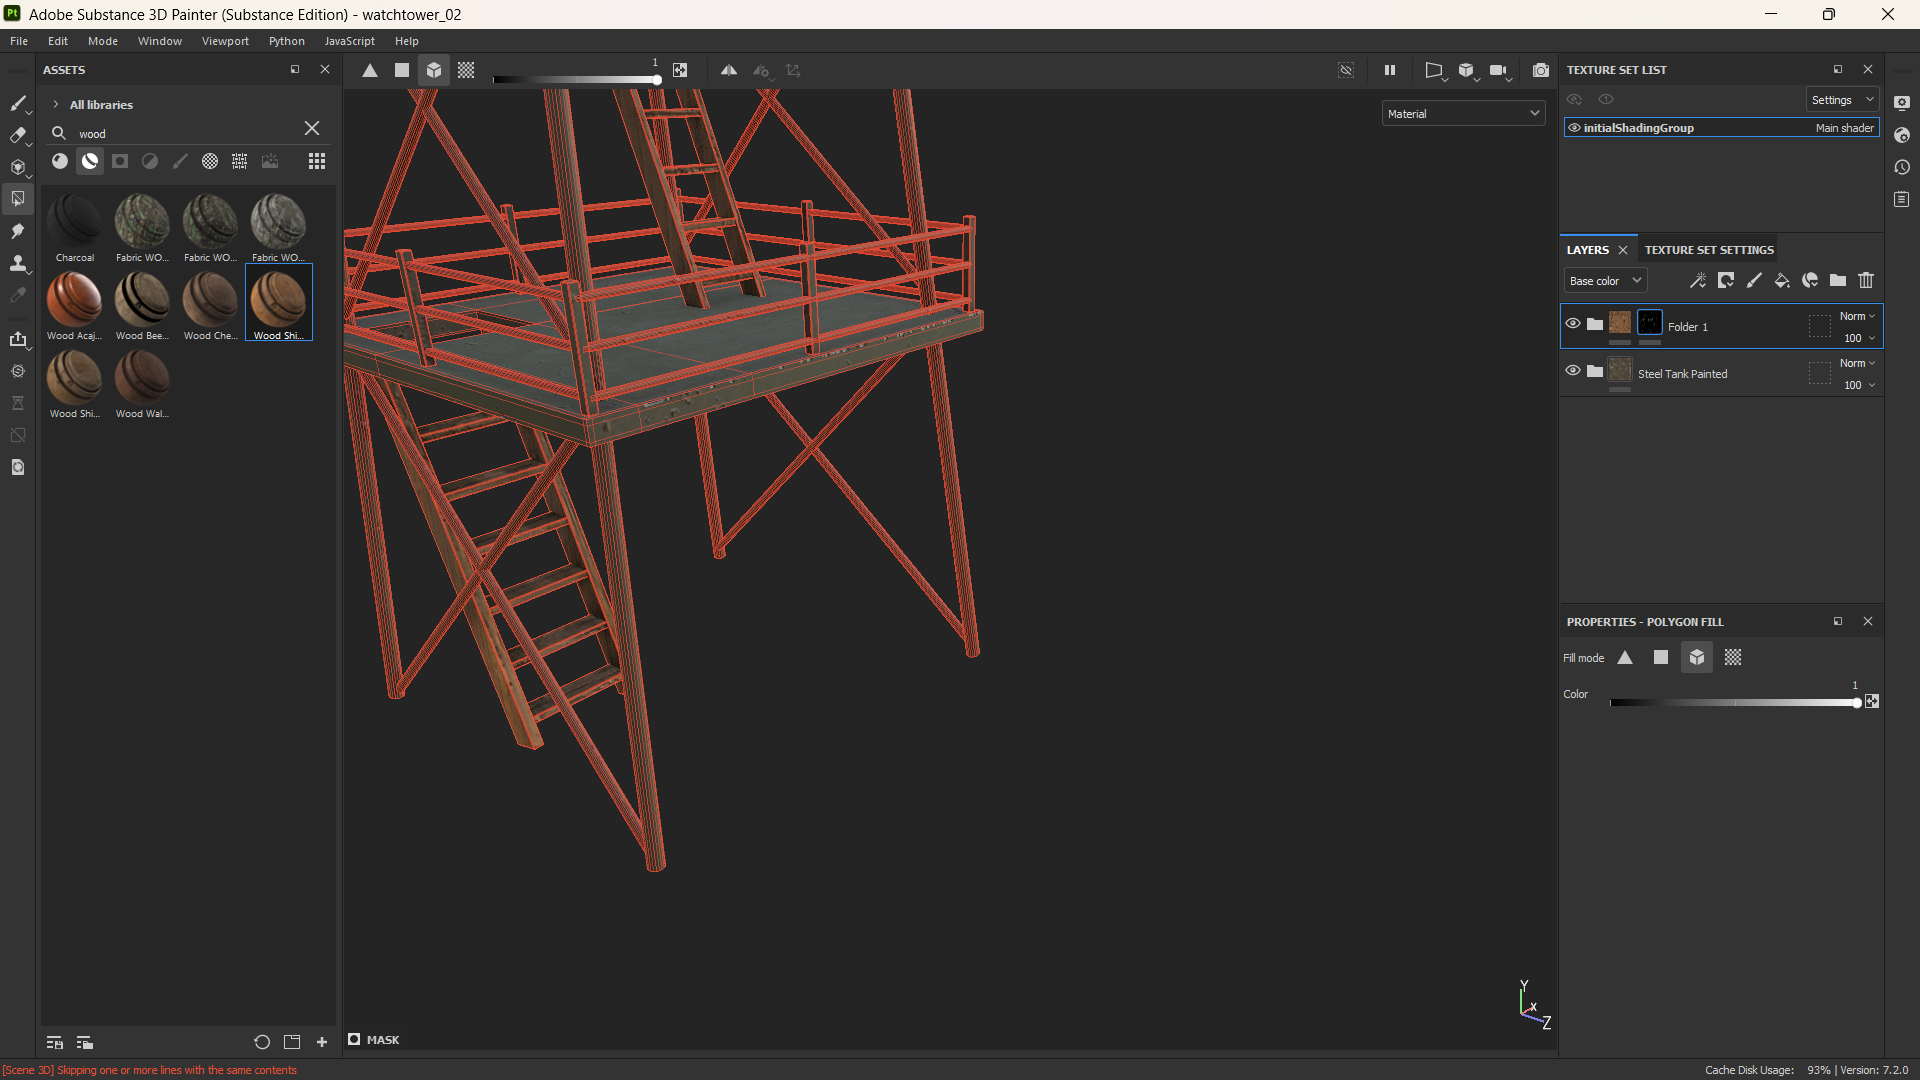 Pt Adobe Substance 3D Painter (Substance Edition) - watchtower_02
File Edit Mode Window Viewport Python JavaScript Help
ASSETS
All libraries
wood
Charcoal Fabric WO... Fabric WO... Fabric WO...
Wood Acaj... Wood Bee... Wood Che... Wood Shi...
Wood Shi... Wood Wal...
1
Material
MASK
Y
X
Z
TEXTURE SET LIST
Settings
initialShadingGroup Main shader
LAYERS TEXTURE SET SETTINGS
Base color
Folder 1 Norm
100
Steel Tank Painted Norm
100
PROPERTIES - POLYGON FILL
Fill mode
Color 1
[Scene 3D] Skipping one or more lines with the same contents
Cache Disk Usage: 93% | Version: 7.2.0